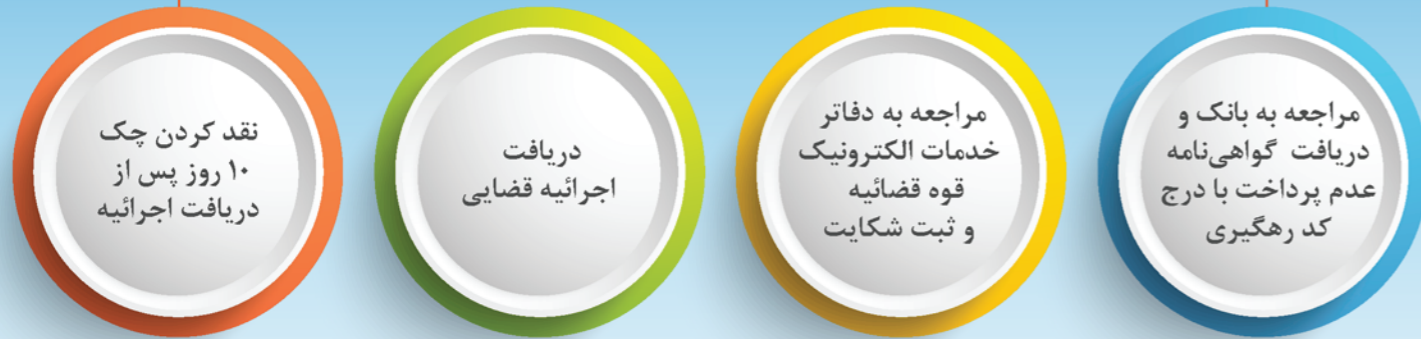 مراجعه به بانک و
دریافت گواهی‌نامه
عدم پرداخت با درج
کد رهگیری
مراجعه به دفاتر
خدمات الکترونیک
قوه قضائیه
و ثبت شکایت
دریافت
اجرائیه قضایی
نقد کردن چک
۱۰ روز پس از
دریافت اجرائیه